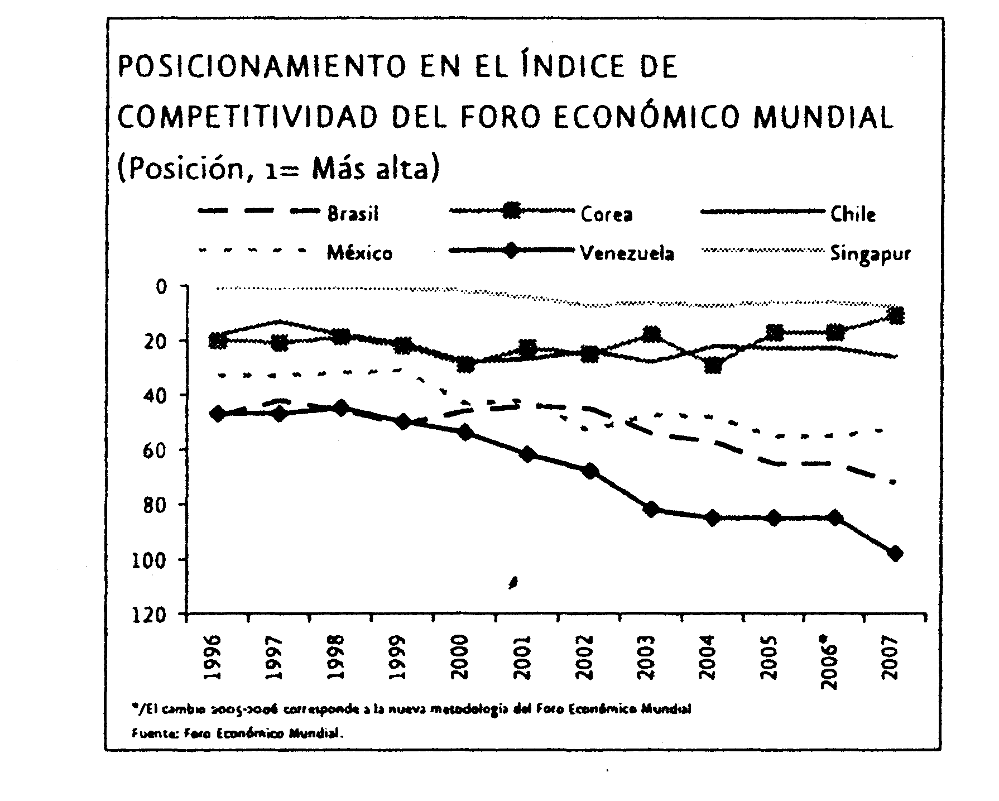 POSICIONAMIENTO EN EL ÍNDICE DE
COMPETITIVIDAD DEL FORO ECONÓMICO MUNDIAL
(Posición, 1= Más alta)
Brasil Corea Chile
México Venezuela Singapur
0
20
40
60
80
100
120
1996 1997 1998 1999 2000 2001 2002 2003 2004 2005 2006* 2007
*/El cambio 2005-2006 corresponde a la nueva metodología del Foro Económico Mundial
Fuente: Foro Económico Mundial.